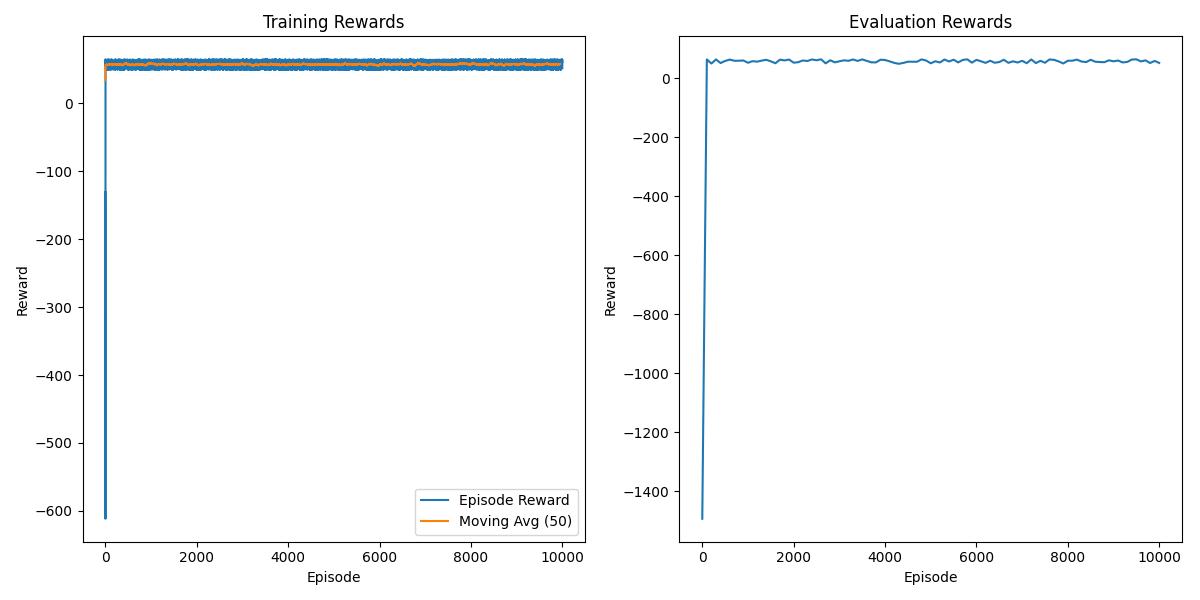 Training Rewards
Reward
0
−100
−200
−300
−400
−500
−600
Episode Reward
Moving Avg (50)
0 2000 4000 6000 8000 10000
Episode
Evaluation Rewards
Reward
0
−200
−400
−600
−800
−1000
−1200
−1400
0 2000 4000 6000 8000 10000
Episode